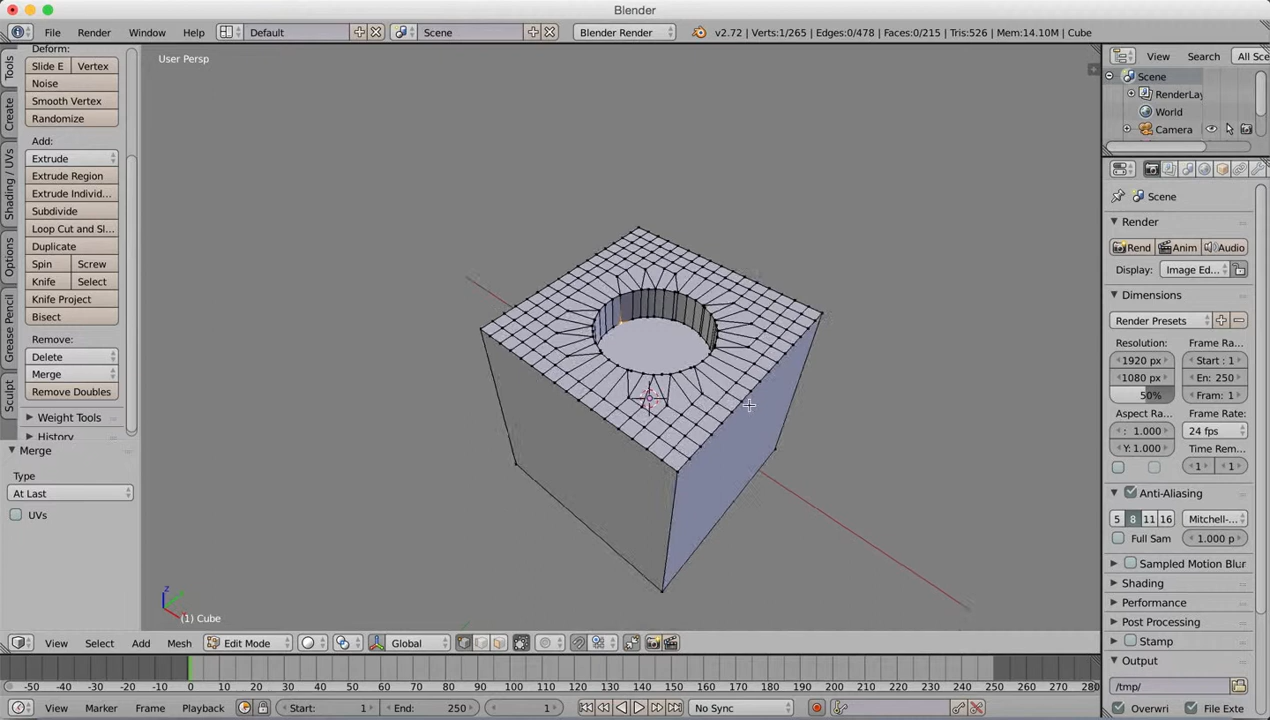 Blender
File Render Window Help Default Scene Blender Render v2.72 | Verts:1/265 | Edges:0/478 | Faces:0/215 | Tris:526 | Mem:14.10M | Cube
User Persp
Tools
Create
Shading / UVs
Options
Grease Pencil
Sculpt
Deform:
Slide E Vertex
Noise
Smooth Vertex
Randomize
Add:
Extrude
Extrude Region
Extrude Individ...
Subdivide
Loop Cut and Sl...
Duplicate
Spin Screw
Knife Select
Knife Project
Bisect
Remove:
Delete
Merge
Remove Doubles
Weight Tools
History
Merge
Type
At Last
UVs
z
(1) Cube
View Select Add Mesh Edit Mode Global
View Search All Sce
Scene
RenderLay
World
Camera
Scene
Render
Rend Anim Audio
Display: Image Ed...
Dimensions
Render Presets
Resolution: Frame Ra
1920 px Start : 1
1080 px En: 250
50% Fram: 1
Aspect Ra... Frame Rate:
: 1.000 24 fps
Y: 1.000 Time Rem...
1 1
Anti-Aliasing
5 8 11 16 Mitchell-...
Full Sam 1.000 p
Sampled Motion Blur
Shading
Performance
Post Processing
Stamp
Output
/tmp/
Overwri File Exte
-50 -40 -30 -20 -10 0 10 20 30 40 50 60 70 80 90 100 110 120 130 140 150 160 170 180 190 200 210 220 230 240 250 260 270 280
View Marker Frame Playback Start: 1 End: 250 1 No Sync